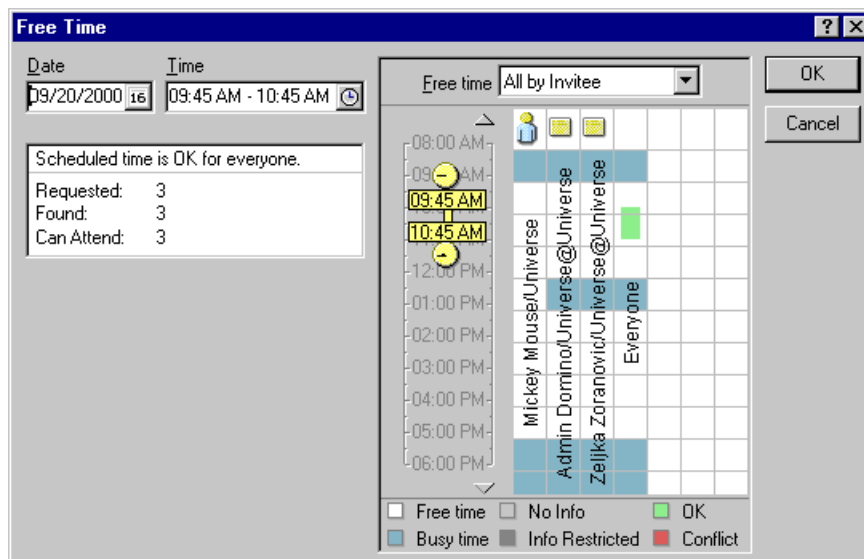 Free Time
Date
Time
09/20/2000 16
09:45 AM - 10:45 AM
Scheduled time is OK for everyone.
Requested: 3
Found: 3
Can Attend: 3
Free time All by Invitee
OK
Cancel
08:00 AM
09 AM
09:45 AM
10:45 AM
12:00 PM
01:00 PM
02:00 PM
03:00 PM
04:00 PM
05:00 PM
06:00 PM
Mickey Mouse/Universe
Admin Domino/Universe@Universe
Zeljka Zoranovic/Universe@Universe
Everyone
Free time No Info OK
Busy time Info Restricted Conflict